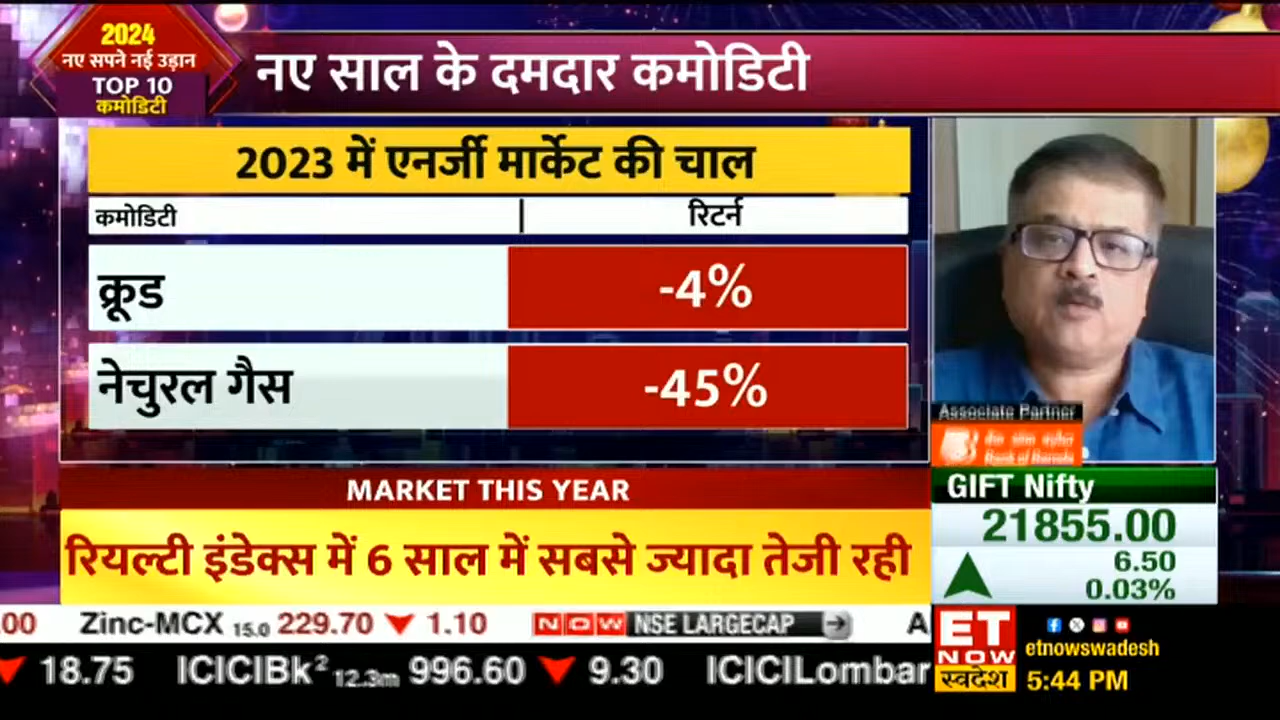 2024
नए सपने नई उड़ान
TOP 10
कमोडिटी
नए साल के दमदार कमोडिटी
2023 में एनर्जी मार्केट की चाल
कमोडिटी | रिटर्न
क्रूड -4%
नेचुरल गैस -45%
Associate Partner
बैंक ऑफ़ बड़ौदा
Bank of Baroda
MARKET THIS YEAR
रियल्टी इंडेक्स में 6 साल में सबसे ज्यादा तेजी रही
GIFT Nifty
21855.00
6.50
0.03%
.00 Zinc-MCX 15.0 229.70 ▼ 1.10 NOW NSE LARGECAP → A
▼ 18.75 ICICIBk² 12.3m 996.60 ▼ 9.30 ICICILombar
ET
NOW
स्वदेश
etnowswadesh
5:44 PM